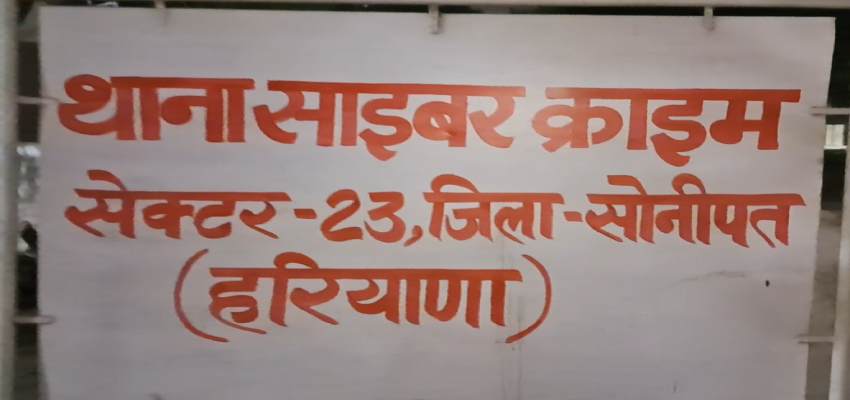 थाना साइबर क्राइम
सेक्टर-23, जिला-सोनीपत
(हरियाणा)